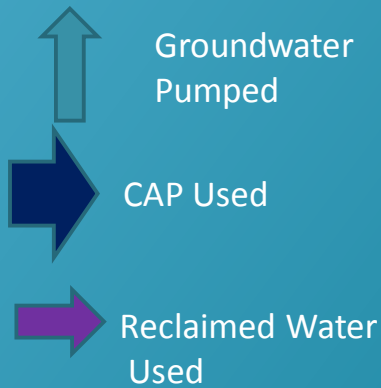 Groundwater
Pumped
CAP Used
Reclaimed Water
Used